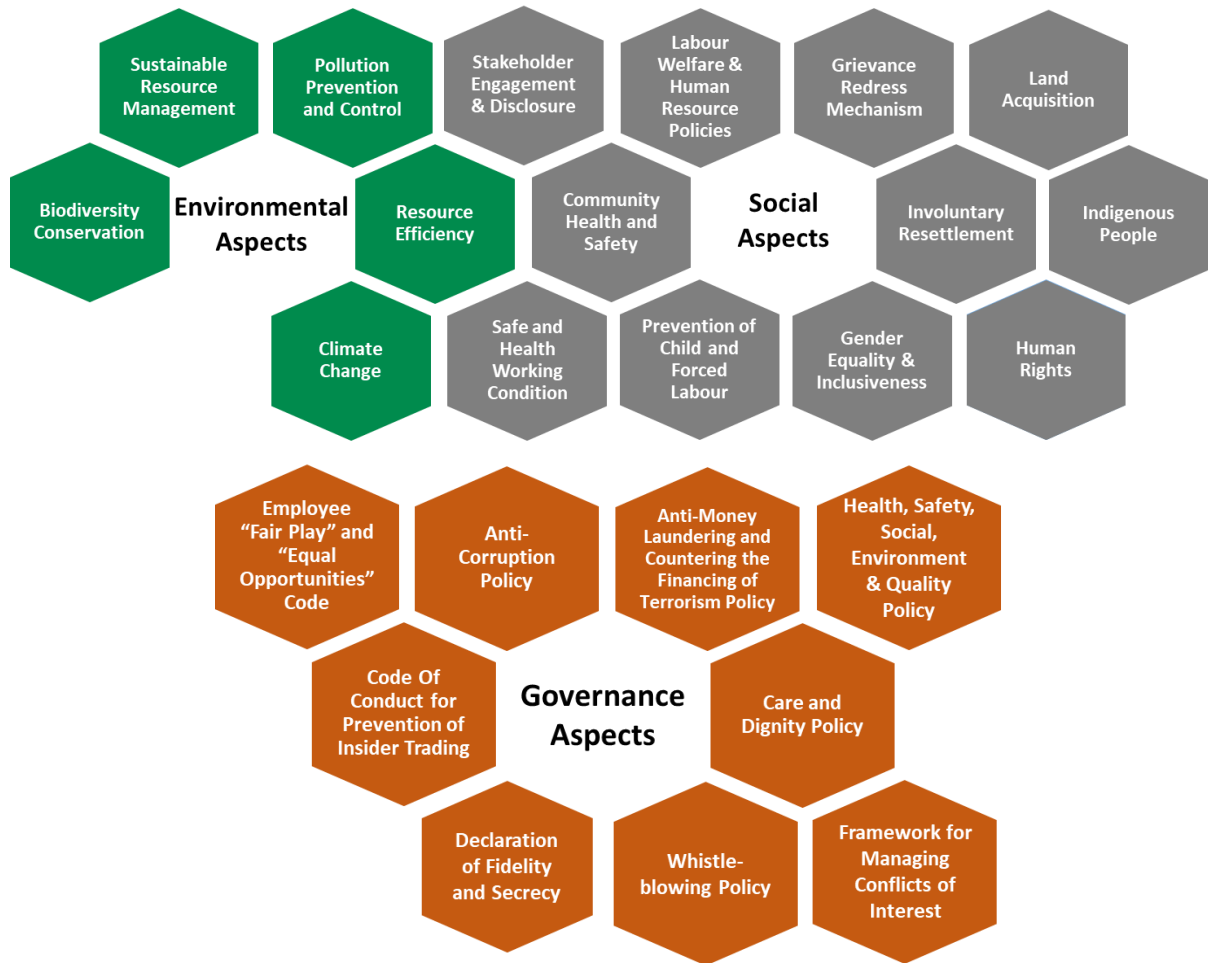 Sustainable
Resource
Management
Pollution
Prevention
and Control
Stakeholder
Engagement
& Disclosure
Labour
Welfare &
Human
Resource
Policies
Grievance
Redress
Mechanism
Land
Acquisition
Biodiversity
Conservation
Environmental
Aspects
Resource
Efficiency
Community
Health and
Safety
Social
Aspects
Involuntary
Resettlement
Indigenous
People
Climate
Change
Safe and
Health
Working
Condition
Prevention of
Child and
Forced
Labour
Gender
Equality &
Inclusiveness
Human
Rights
Employee
“Fair Play” and
“Equal
Opportunities”
Code
Anti-
Corruption
Policy
Anti-Money
Laundering and
Countering the
Financing of
Terrorism Policy
Health, Safety,
Social,
Environment
& Quality
Policy
Code Of
Conduct for
Prevention of
Insider Trading
Governance
Aspects
Care and
Dignity Policy
Declaration
of Fidelity
and Secrecy
Whistle-
blowing Policy
Framework for
Managing
Conflicts of
Interest